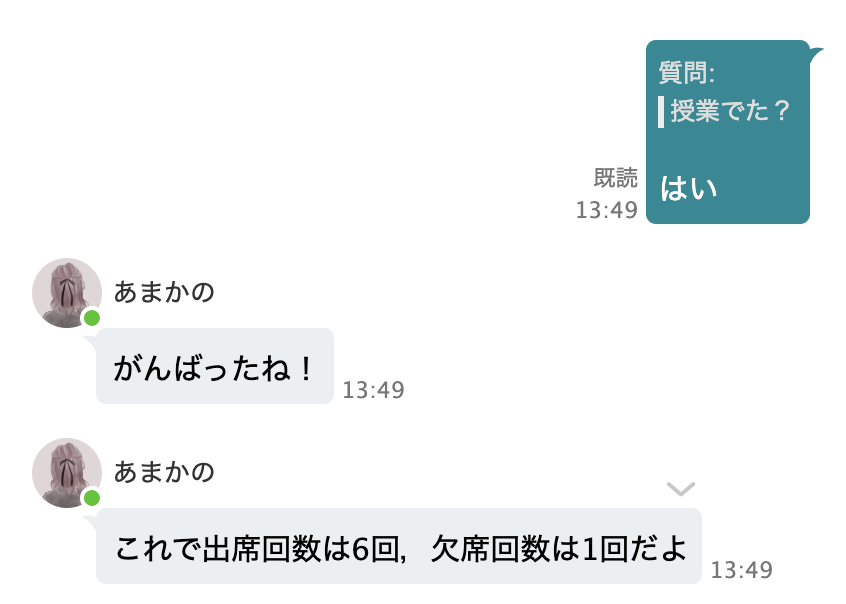 質問:
授業でた？
はい
既読
13:49
あまかの
がんばったね！
13:49
あまかの
これで出席回数は6回，欠席回数は1回だよ
13:49